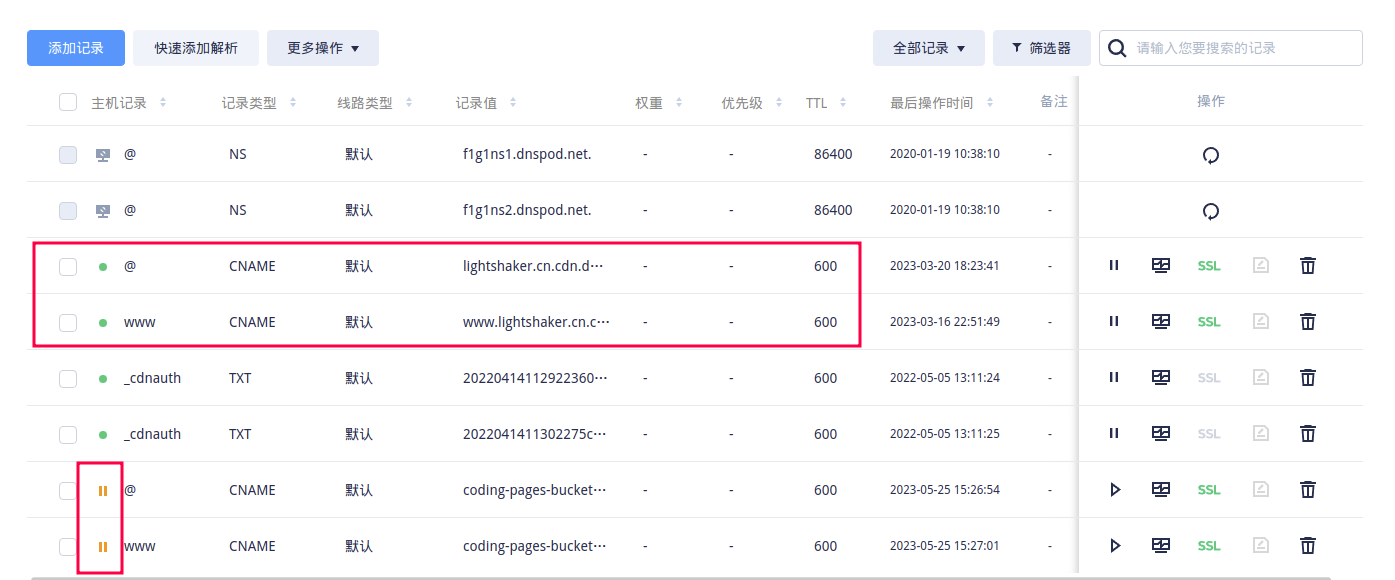 添加记录 快速添加解析 更多操作 全部记录 筛选器 请输入您要搜索的记录
主机记录 记录类型 线路类型 记录值 权重 优先级 TTL 最后操作时间 备注 操作
@ NS 默认 f1g1ns1.dnspod.net. - - 86400 2020-01-19 10:38:10 -
@ NS 默认 f1g1ns2.dnspod.net. - - 86400 2020-01-19 10:38:10 -
@ CNAME 默认 lightshaker.cn.cdn.d··· - - 600 2023-03-20 18:23:41 - SSL
www CNAME 默认 www.lightshaker.cn.c··· - - 600 2023-03-16 22:51:49 - SSL
_cdnauth TXT 默认 20220414112922360··· - - 600 2022-05-05 13:11:24 - SSL
_cdnauth TXT 默认 2022041411302275c··· - - 600 2022-05-05 13:11:25 - SSL
@ CNAME 默认 coding-pages-bucket··· - - 600 2023-05-25 15:26:54 - SSL
www CNAME 默认 coding-pages-bucket··· - - 600 2023-05-25 15:27:01 - SSL